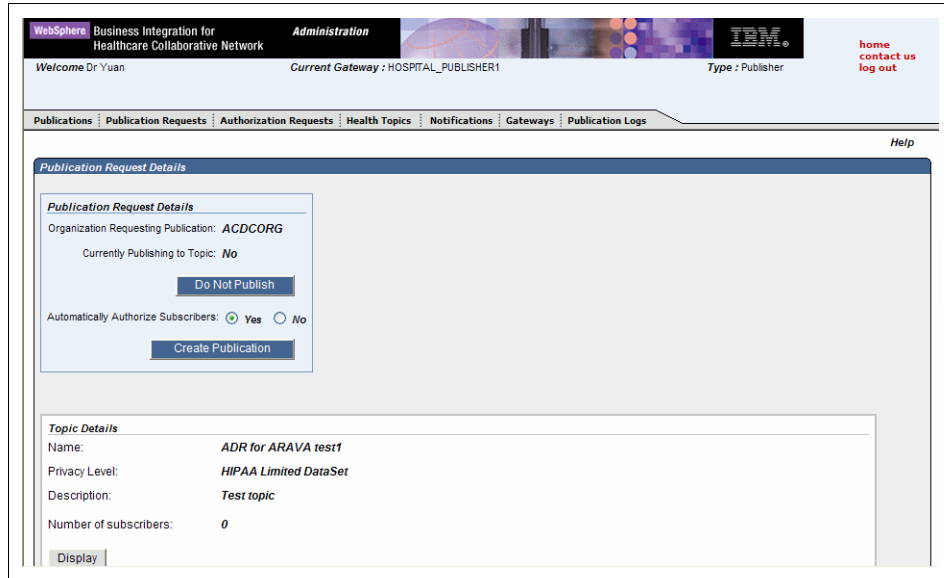 WebSphere Business Integration for
Healthcare Collaborative Network
Administration
IBM®
home
contact us
log out
Welcome Dr Yuan
Current Gateway : HOSPITAL_PUBLISHER1
Type : Publisher
Publications Publication Requests Authorization Requests Health Topics Notifications Gateways Publication Logs
Help
Publication Request Details
Publication Request Details
Organization Requesting Publication: ACDCORG
Currently Publishing to Topic: No
Do Not Publish
Automatically Authorize Subscribers: Yes No
Create Publication
Topic Details
Name: ADR for ARAVA test1
Privacy Level: HIPAA Limited DataSet
Description: Test topic
Number of subscribers: 0
Display